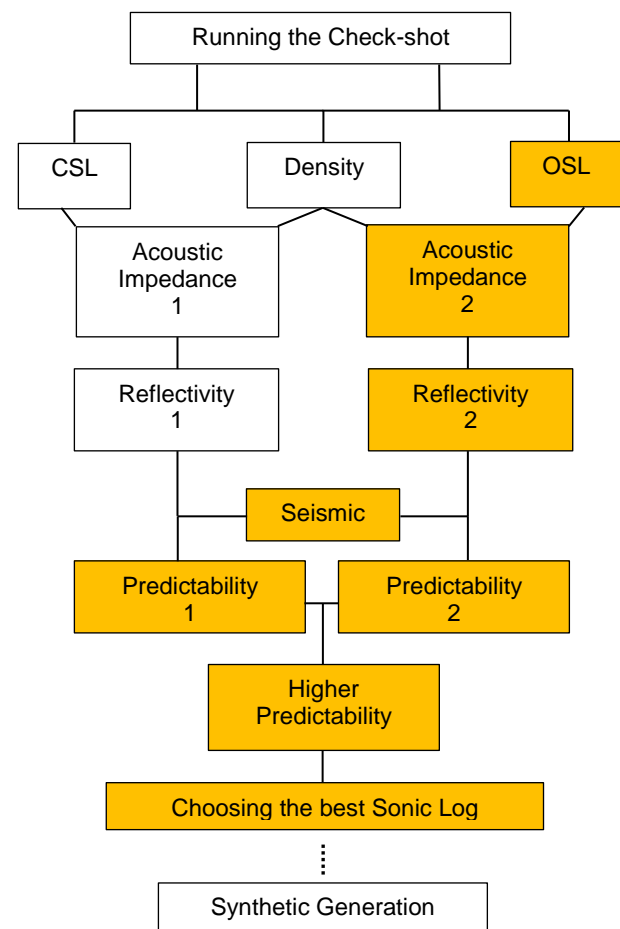 Running the Check-shot
CSL
Density
OSL
Acoustic
Impedance
1
Acoustic
Impedance
2
Reflectivity
1
Reflectivity
2
Seismic
Predictability
1
Predictability
2
Higher
Predictability
Choosing the best Sonic Log
Synthetic Generation